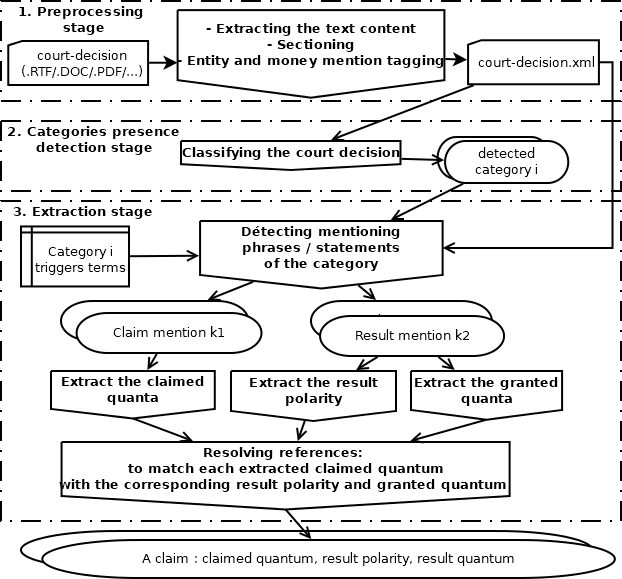 1. Preprocessing
stage
- Extracting the text content
- Sectioning
- Entity and money mention tagging
court-decision
(.RTF/.DOC/.PDF/...)
court-decision.xml
2. Categories presence
detection stage
Classifying the court decision
detected
category i
3. Extraction stage
Category i
triggers terms
Détecting mentioning
phrases / statements
of the category
Claim mention k1
Result mention k2
Extract the claimed
quanta
Extract the result
polarity
Extract the granted
quanta
Resolving references:
to match each extracted claimed quantum
with the corresponding result polarity and granted quantum
A claim : claimed quantum, result polarity, result quantum